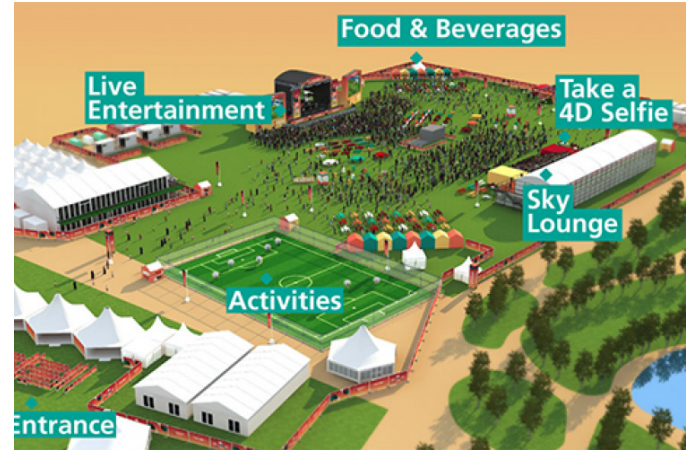 Food & Beverages
Live
Entertainment
Take a
4D Selfie
Sky
Lounge
Activities
Entrance